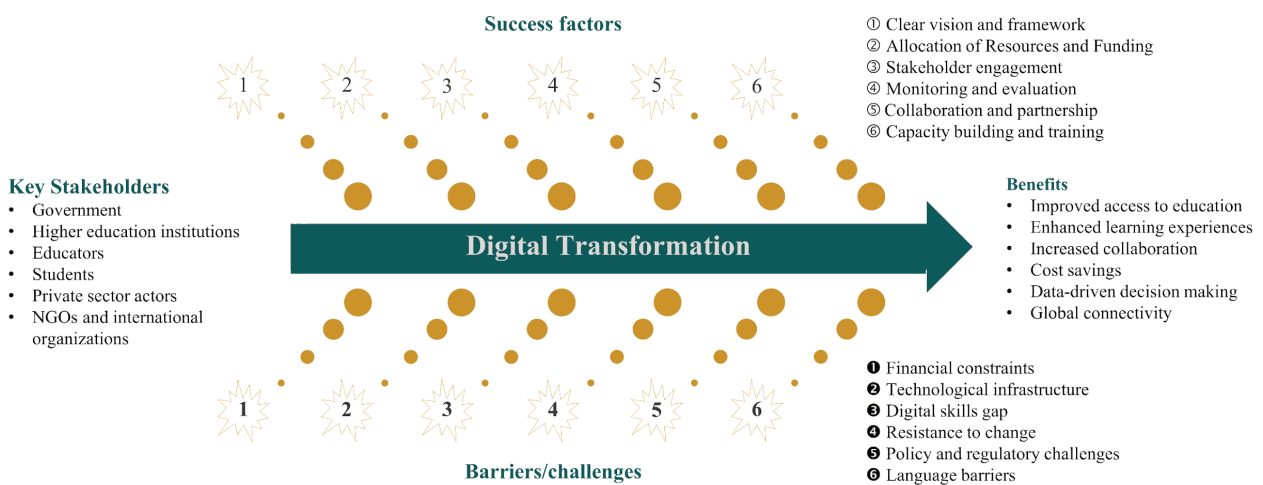 Success factors
① Clear vision and framework
② Allocation of Resources and Funding
③ Stakeholder engagement
④ Monitoring and evaluation
⑤ Collaboration and partnership
⑥ Capacity building and training
1 2 3 4 5 6
Key Stakeholders
• Government
• Higher education institutions
• Educators
• Students
• Private sector actors
• NGOs and international
organizations
Digital Transformation
Benefits
• Improved access to education
• Enhanced learning experiences
• Increased collaboration
• Cost savings
• Data-driven decision making
• Global connectivity
1 2 3 4 5 6
Barriers/challenges
❶ Financial constraints
❷ Technological infrastructure
❸ Digital skills gap
❹ Resistance to change
❺ Policy and regulatory challenges
❻ Language barriers